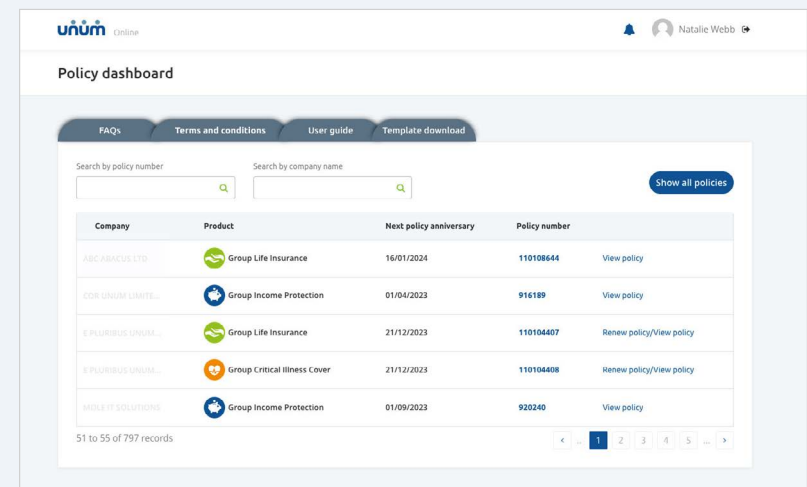 unum Online
Natalie Webb
Policy dashboard
FAQs Terms and conditions User guide Template download
Search by policy number Search by company name
Show all policies
Company Product Next policy anniversary Policy number
ABC ABACUS LTD Group Life Insurance 16/01/2024 110108644 View policy
COR UNUM LIMITE... Group Income Protection 01/04/2023 916189 View policy
E PLURIBUS UNUM... Group Life Insurance 21/12/2023 110104407 Renew policy/View policy
E PLURIBUS UNUM... Group Critical Illness Cover 21/12/2023 110104408 Renew policy/View policy
MOLE IT SOLUTIONS Group Income Protection 01/09/2023 920240 View policy
51 to 55 of 797 records
‹ .. 1 2 3 4 5 ... ›